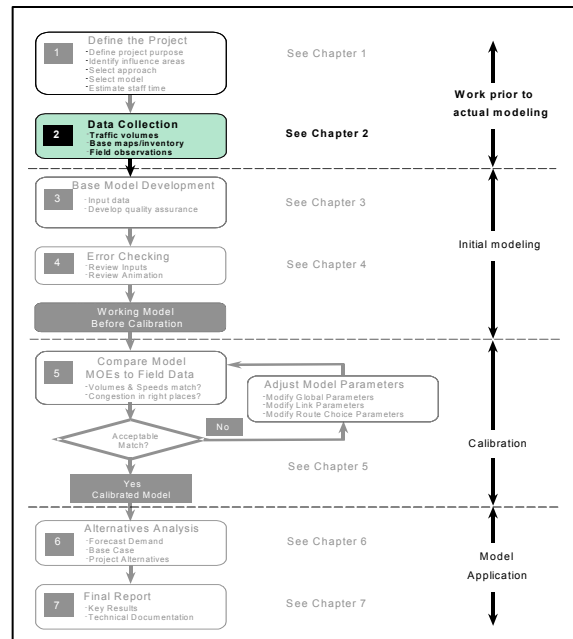 1
Define the Project
-Define project purpose
-Identify influence areas
-Select approach
-Select model
-Estimate staff time
See Chapter 1
Work prior to
actual modeling
2
Data Collection
-Traffic volumes
-Base maps/inventory
-Field observations
See Chapter 2
3
Base Model Development
-Input data
-Develop quality assurance
See Chapter 3
Initial modeling
4
Error Checking
-Review Inputs
-Review Animation
See Chapter 4
Working Model
Before Calibration
5
Compare Model
MOEs to Field Data
-Volumes & Speeds match?
-Congestion in right places?
Adjust Model Parameters
-Modify Global Parameters
-Modify Link Parameters
-Modify Route Choice Parameters
Acceptable
Match?
No
See Chapter 5
Calibration
Yes
Calibrated Model
6
Alternatives Analysis
-Forecast Demand
-Base Case
-Project Alternatives
See Chapter 6
Model
Application
7
Final Report
-Key Results
-Technical Documentation
See Chapter 7